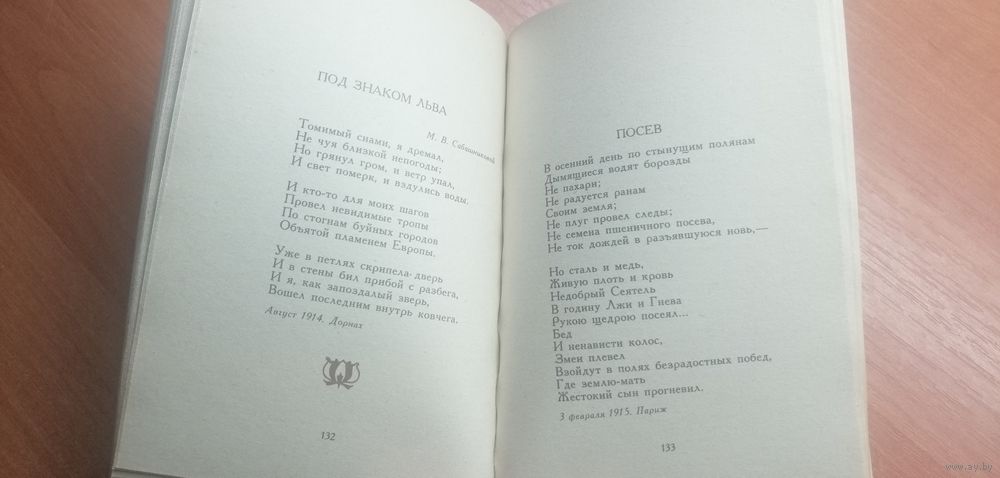 ПОД ЗНАКОМ ЛЬВА
М. В. Сабашниковой
Томимый снами, я дремал,
Не чуя близкой непогоды;
Но грянул гром, и ветр упал,
И свет померк, и вздулись воды.
И кто-то для моих шагов
Провел невидимые тропы
По стогнам буйных городов
Объятой пламенем Европы.
Уже в петлях скрипела дверь
И в стены бил прибой с разбега,
И я, как запоздалый зверь,
Вошел последним внутрь ковчега.
Август 1914. Дорнах
132
ПОСЕВ
В осенний день по стынущим полянам
Дымящиеся водят борозды
Не пахари;
Не радуется ранам
Своим земля;
Не плуг провел следы;
Не семена пшеничного посева,
Не ток дождей в разъявшуюся новь,—
Но сталь и медь,
Живую плоть и кровь
Недобрый Сеятель
В годину Лжи и Гнева
Рукою щедрою посеял...
Бед
И ненависти колос,
Змеи плевел
Взойдут в полях безрадостных побед,
Где землю-мать
Жестокий сын прогневил.
3 февраля 1915. Париж
133
www.ay.by